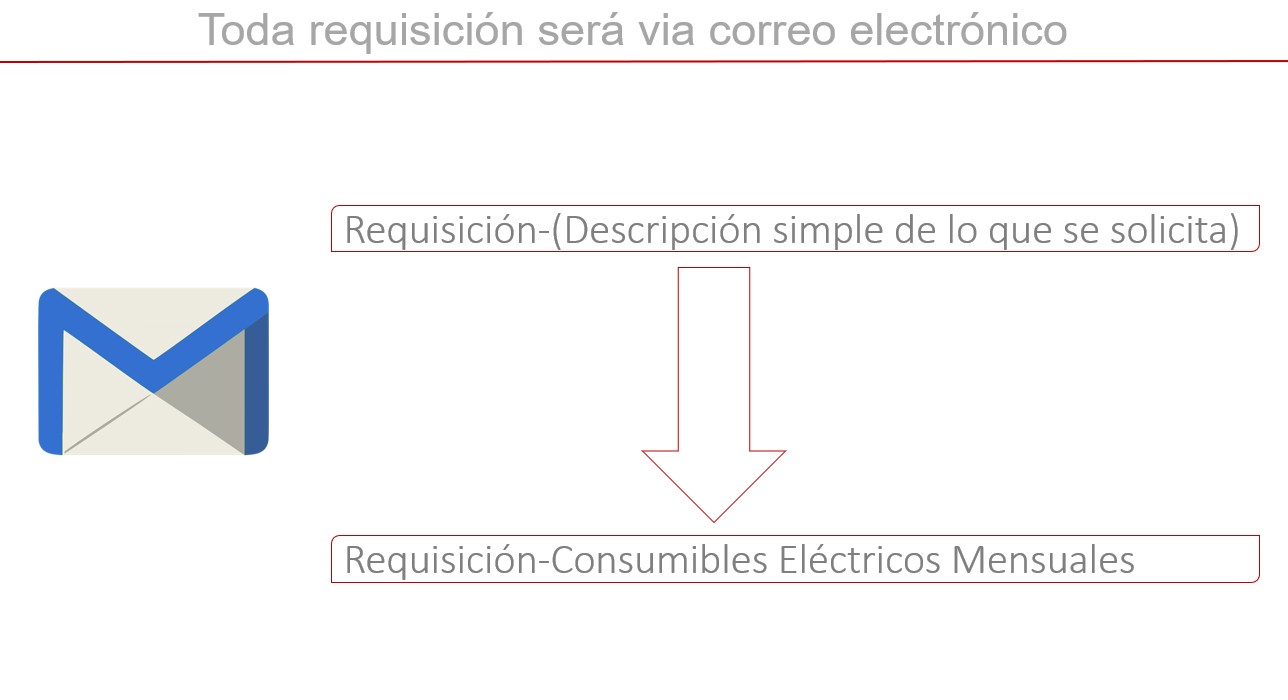 Toda requisición será via correo electrónico
Requisición-(Descripción simple de lo que se solicita)
Requisición-Consumibles Eléctricos Mensuales